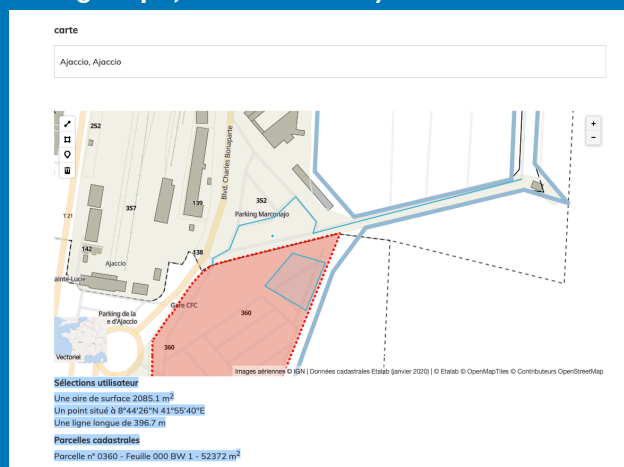 carte
Ajaccio, Ajaccio
252
+
−
Blvd. Charles Bonaparte
139
352
357
Parking Marconajo
T 21
142
138
Ajaccio
ainte-Lucie
Gare CFC
360
Parking de la
e d'Ajaccio
360
Vectoriel
Images aériennes © IGN | Données cadastrales Etalab (janvier 2020) | © Etalab © OpenMapTiles © Contributeurs OpenStreetMap
Sélections utilisateur
Une aire de surface 2085.1 m²
Un point situé à 8°44'26"N 41°55'40"E
Une ligne longue de 396.7 m
Parcelles cadastrales
Parcelle n° 0360 - Feuille 000 BW 1 - 52372 m²